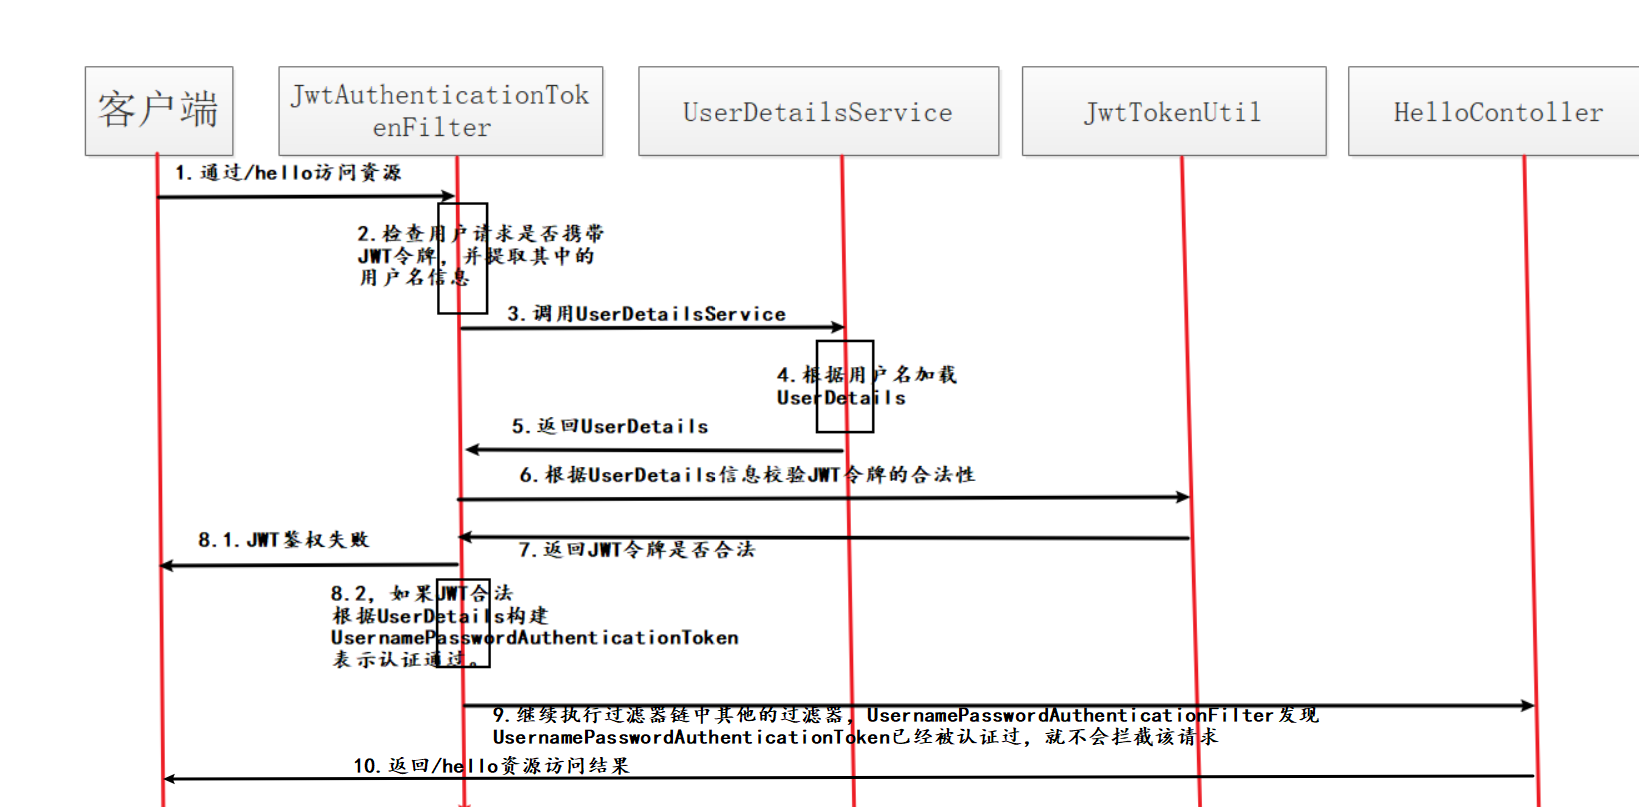 客户端
JwtAuthenticationTok
enFilter
UserDetailsService
JwtTokenUtil
HelloContoller
1.通过/hello访问资源
2.检查用户请求是否携带
JWT令牌，并提取其中的
用户名信息
3.调用UserDetailsService
4.根据用户名加载
UserDetails
5.返回UserDetails
6.根据UserDetails信息校验JWT令牌的合法性
7.返回JWT令牌是否合法
8.1.JWT鉴权失败
8.2，如果JWT合法
根据UserDetails构建
UsernamePasswordAuthenticationToken
表示认证通过。
9.继续执行过滤器链中其他的过滤器，UsernamePasswordAuthenticationFilter发现
UsernamePasswordAuthenticationToken已经被认证过，就不会拦截该请求
10.返回/hello资源访问结果